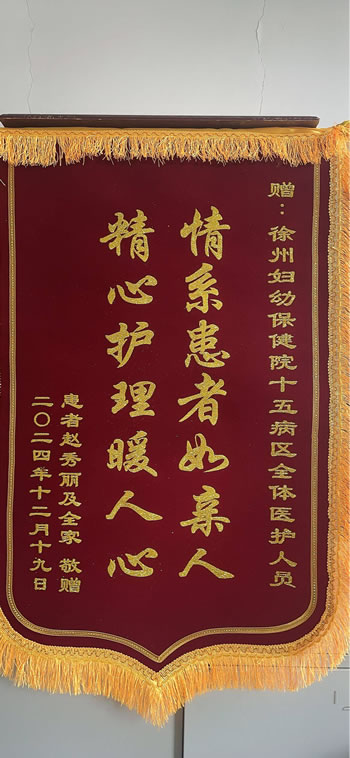 赠：徐州妇幼保健院十五病区全体医护人员
情系患者如亲人
精心护理暖人心
患者赵秀丽及全家 敬赠
二〇二四年十二月十九日